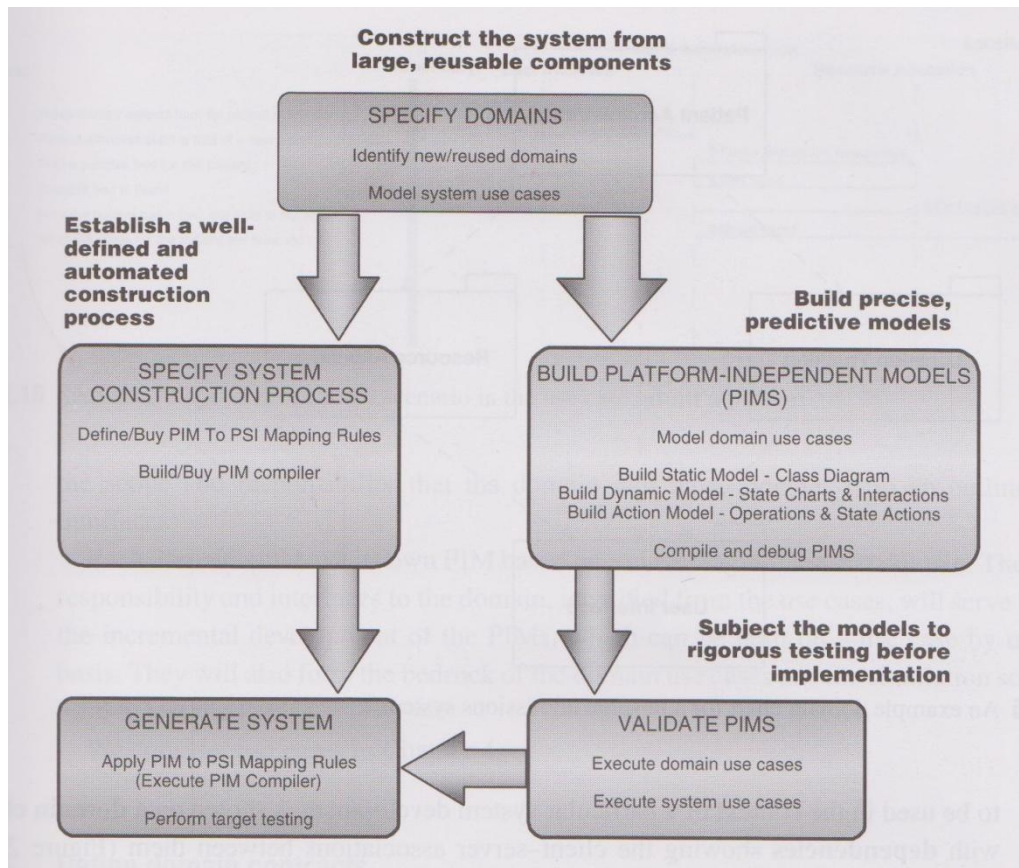 Construct the system from
large, reusable components
SPECIFY DOMAINS
Identify new/reused domains
Model system use cases
Establish a well-
defined and
automated
construction
process
Build precise,
predictive models
SPECIFY SYSTEM
CONSTRUCTION PROCESS
Define/Buy PIM To PSI Mapping Rules
Build/Buy PIM compiler
BUILD PLATFORM-INDEPENDENT MODELS
(PIMS)
Model domain use cases
Build Static Model - Class Diagram
Build Dynamic Model - State Charts & Interactions
Build Action Model - Operations & State Actions
Compile and debug PIMS
Subject the models to
rigorous testing before
implementation
GENERATE SYSTEM
Apply PIM to PSI Mapping Rules
(Execute PIM Compiler)
Perform target testing
VALIDATE PIMS
Execute domain use cases
Execute system use cases